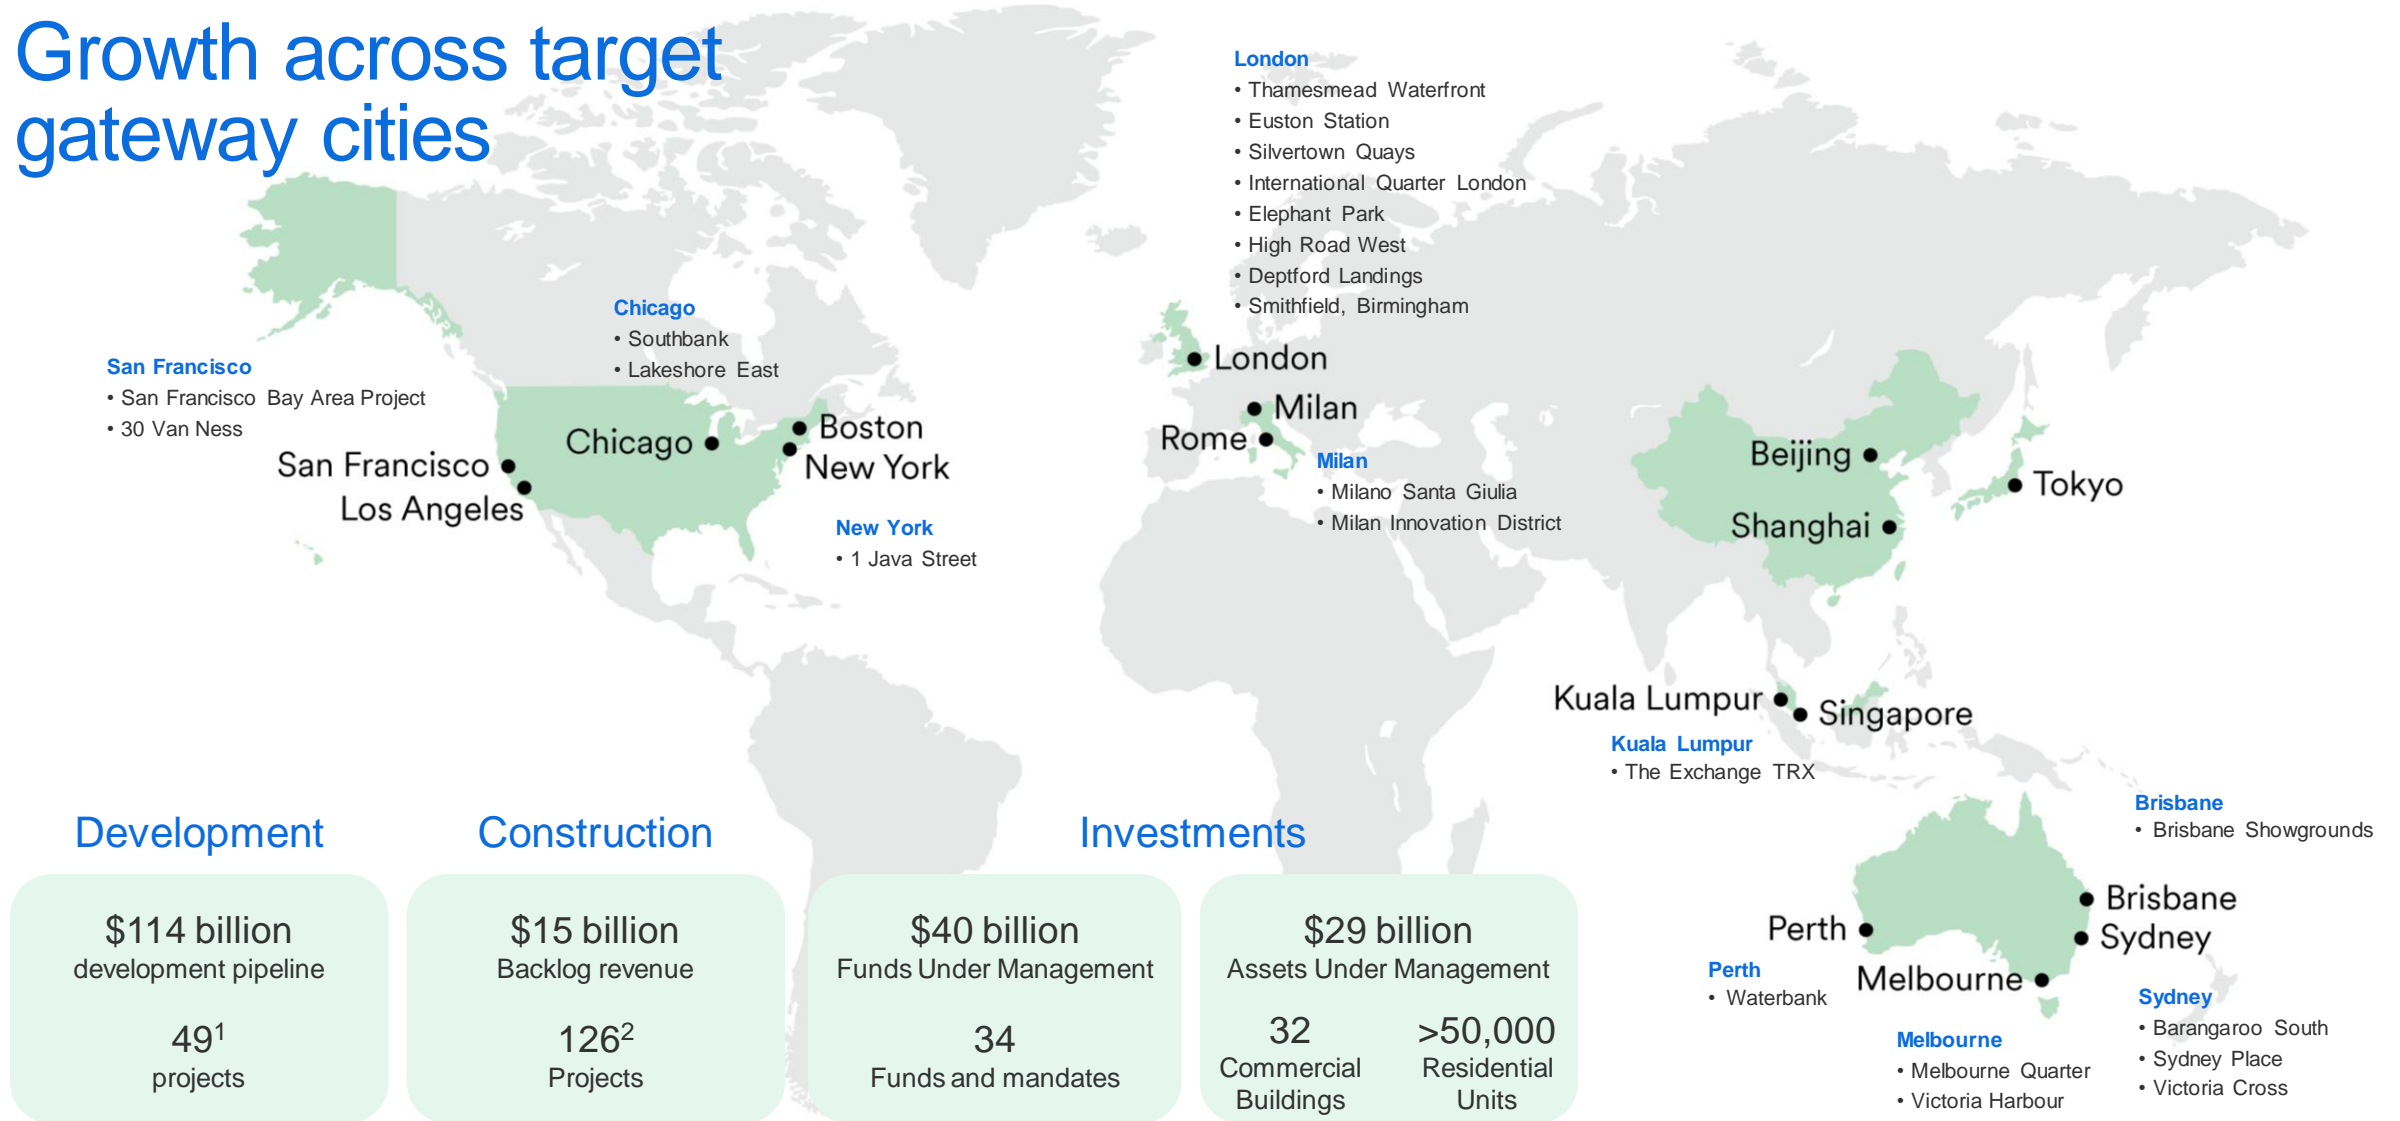 Growth across target
gateway cities
London
• Thamesmead Waterfront
• Euston Station
• Silvertown Quays
• International Quarter London
• Elephant Park
• High Road West
• Deptford Landings
• Smithfield, Birmingham
Chicago
• Southbank
• Lakeshore East
San Francisco
• San Francisco Bay Area Project
• 30 Van Ness
San Francisco
Los Angeles
Chicago
Boston
New York
New York
• 1 Java Street
London
Milan
Rome
Milan
• Milano Santa Giulia
• Milan Innovation District
Beijing
Shanghai
Tokyo
Kuala Lumpur
Singapore
Kuala Lumpur
• The Exchange TRX
Brisbane
• Brisbane Showgrounds
Brisbane
Sydney
Perth
Melbourne
Perth
• Waterbank
Melbourne
• Melbourne Quarter
• Victoria Harbour
Sydney
• Barangaroo South
• Sydney Place
• Victoria Cross
Development
$114 billion
development pipeline
49¹
projects
Construction
$15 billion
Backlog revenue
126²
Projects
Investments
$40 billion
Funds Under Management
34
Funds and mandates
$29 billion
Assets Under Management
32
Commercial
Buildings
>50,000
Residential
Units